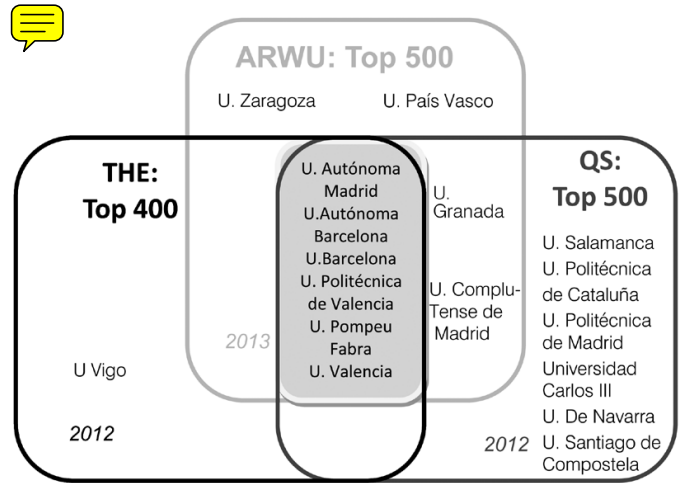 ARWU: Top 500
U. Zaragoza
U. País Vasco
THE:
Top 400
U. Autónoma
Madrid
U.Autónoma
Barcelona
U.Barcelona
U. Politécnica
de Valencia
U. Pompeu
Fabra
U. Valencia
U.
Granada
U. Complu-
Tense de
Madrid
QS:
Top 500
U. Salamanca
U. Politécnica
de Cataluña
U. Politécnica
de Madrid
Universidad
Carlos III
U. De Navarra
U. Santiago de
Compostela
2013
U Vigo
2012
2012